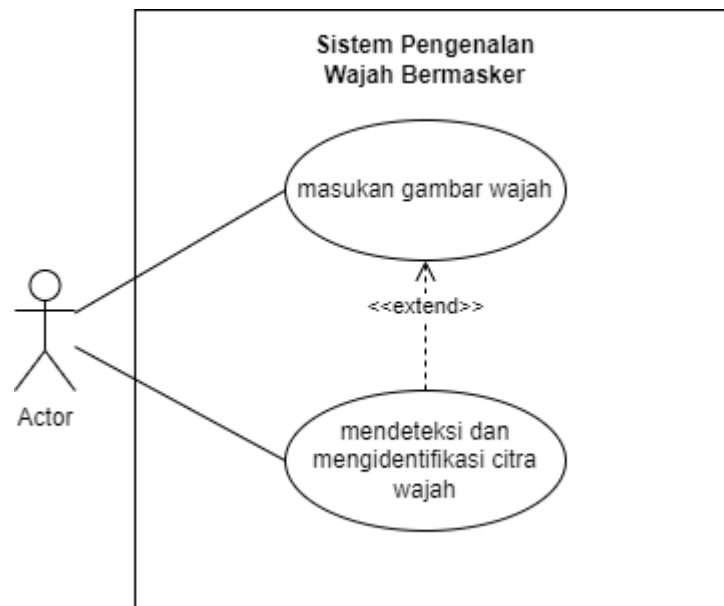 Sistem Pengenalan
Wajah Bermasker
masukan gambar wajah
<<extend>>
Actor
mendeteksi dan
mengidentifikasi citra
wajah